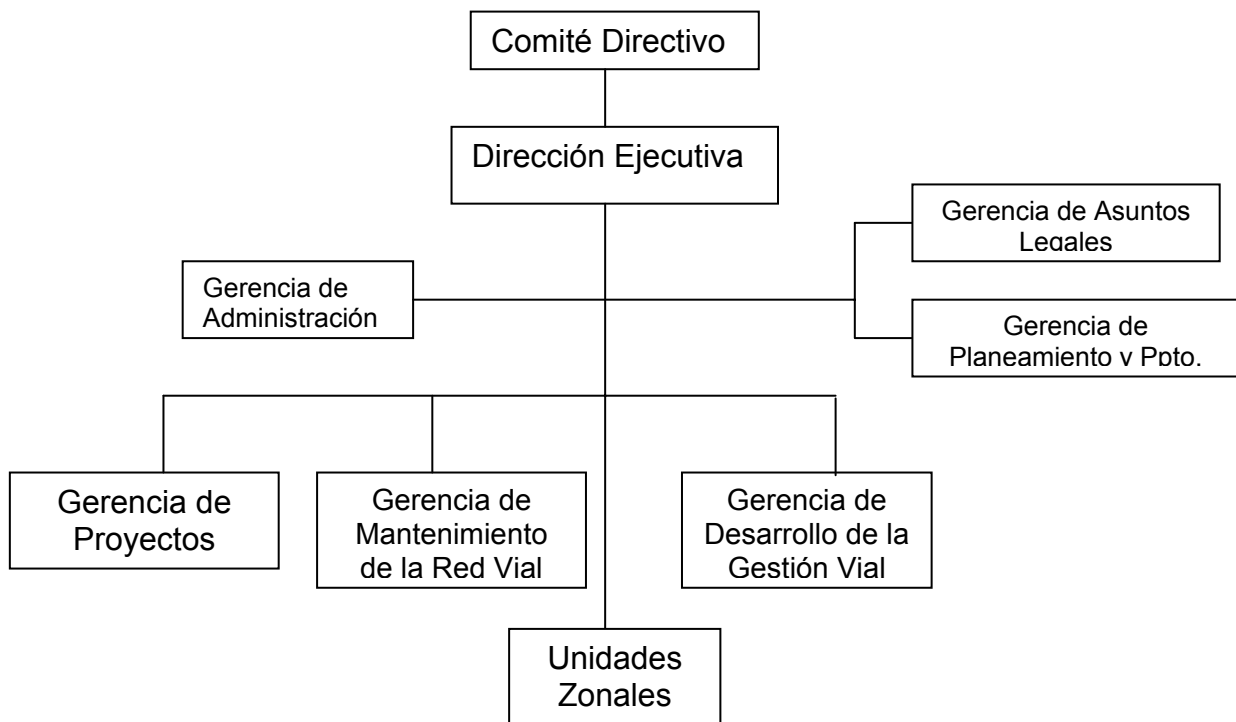 Comité Directivo
Dirección Ejecutiva
Gerencia de Asuntos
Legales
Gerencia de
Administración
Gerencia de
Planeamiento y Ppto.
Gerencia de
Proyectos
Gerencia de
Mantenimiento
de la Red Vial
Gerencia de
Desarrollo de la
Gestión Vial
Unidades
Zonales